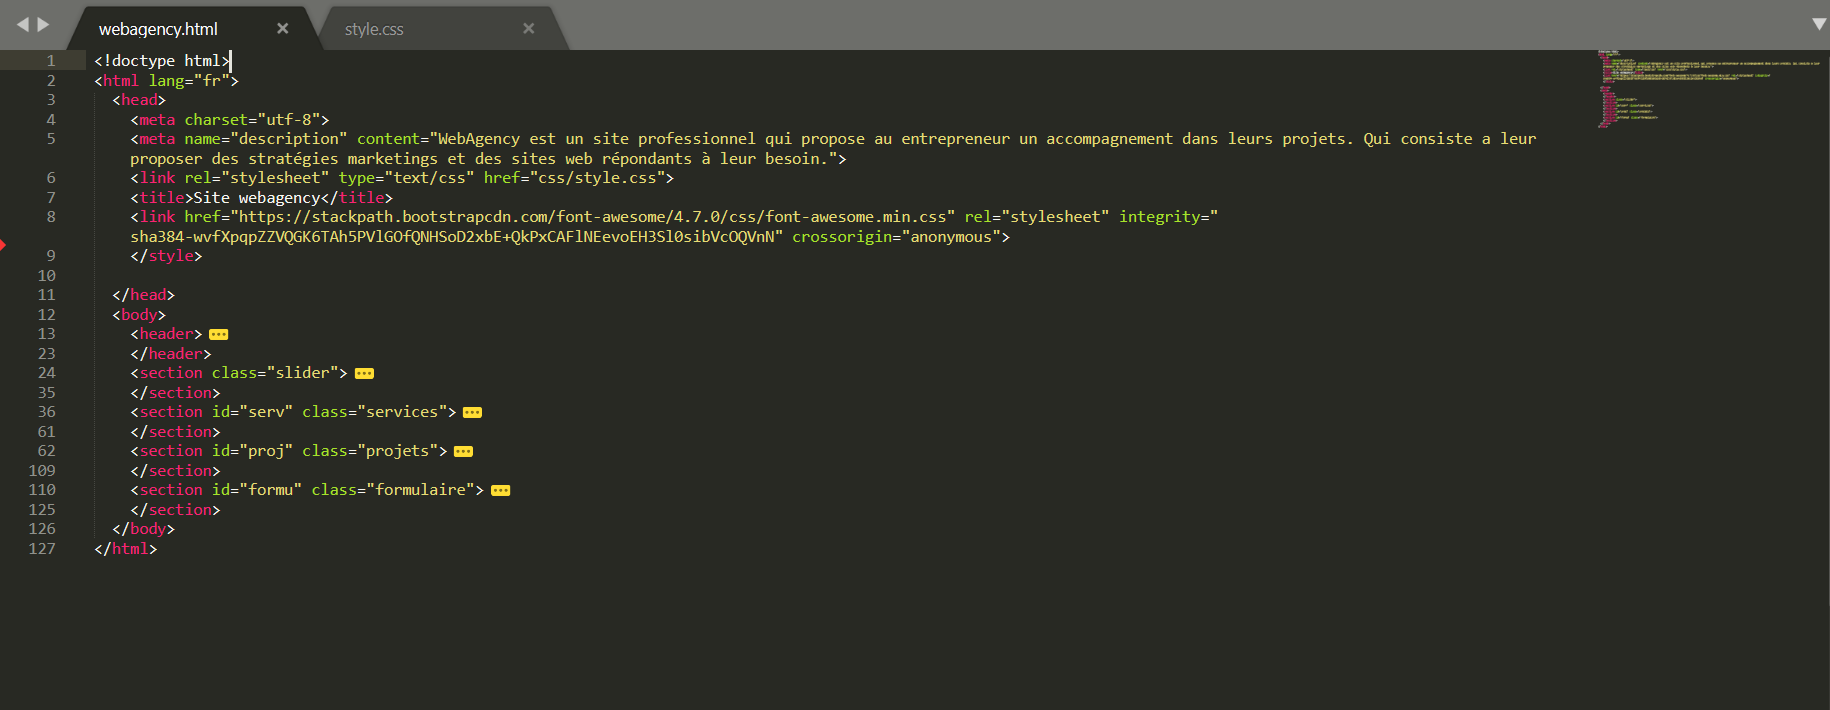 webagency.html × style.css ×
1 <!doctype html>
2 <html lang="fr">
3 <head>
4 <meta charset="utf-8">
5 <meta name="description" content="WebAgency est un site professionnel qui propose au entrepreneur un accompagnement dans leurs projets. Qui consiste a leur
proposer des stratégies marketings et des sites web répondants à leur besoin.">
6 <link rel="stylesheet" type="text/css" href="css/style.css">
7 <title>Site webagency</title>
8 <link href="https://stackpath.bootstrapcdn.com/font-awesome/4.7.0/css/font-awesome.min.css" rel="stylesheet" integrity="
sha384-wvfXpqpZZVQGK6TAh5PVlGOfQNHSoD2xbE+QkPxCAFlNEevoEH3Sl0sibVcOQVnN" crossorigin="anonymous">
9 </style>
10
11 </head>
12 <body>
13 <header>
23 </header>
24 <section class="slider">
35 </section>
36 <section id="serv" class="services">
61 </section>
62 <section id="proj" class="projets">
109 </section>
110 <section id="formu" class="formulaire">
125 </section>
126 </body>
127 </html>